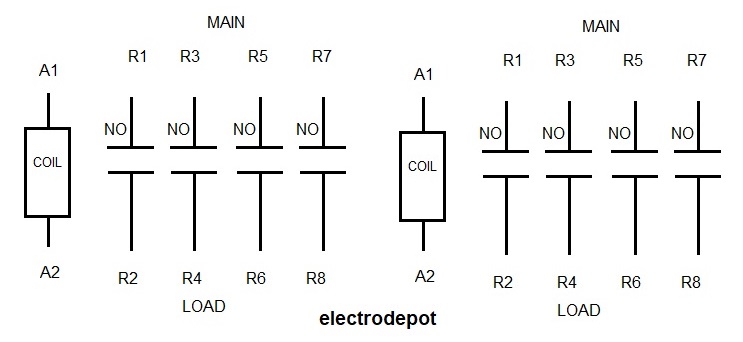 MAIN
R1 R3 R5 R7
A1
NO NO NO NO
COIL
A2
R2 R4 R6 R8
LOAD
MAIN
R1 R3 R5 R7
A1
NO NO NO NO
COIL
A2
R2 R4 R6 R8
LOAD
electrodepot